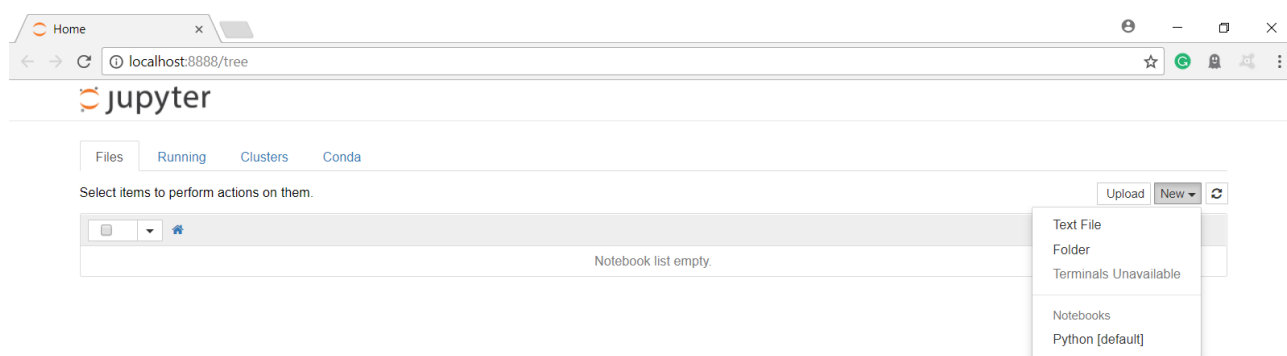 Home
localhost:8888/tree
jupyter
Files Running Clusters Conda
Select items to perform actions on them. Upload New
Text File
Folder
Notebook list empty.
Terminals Unavailable
Notebooks
Python [default]